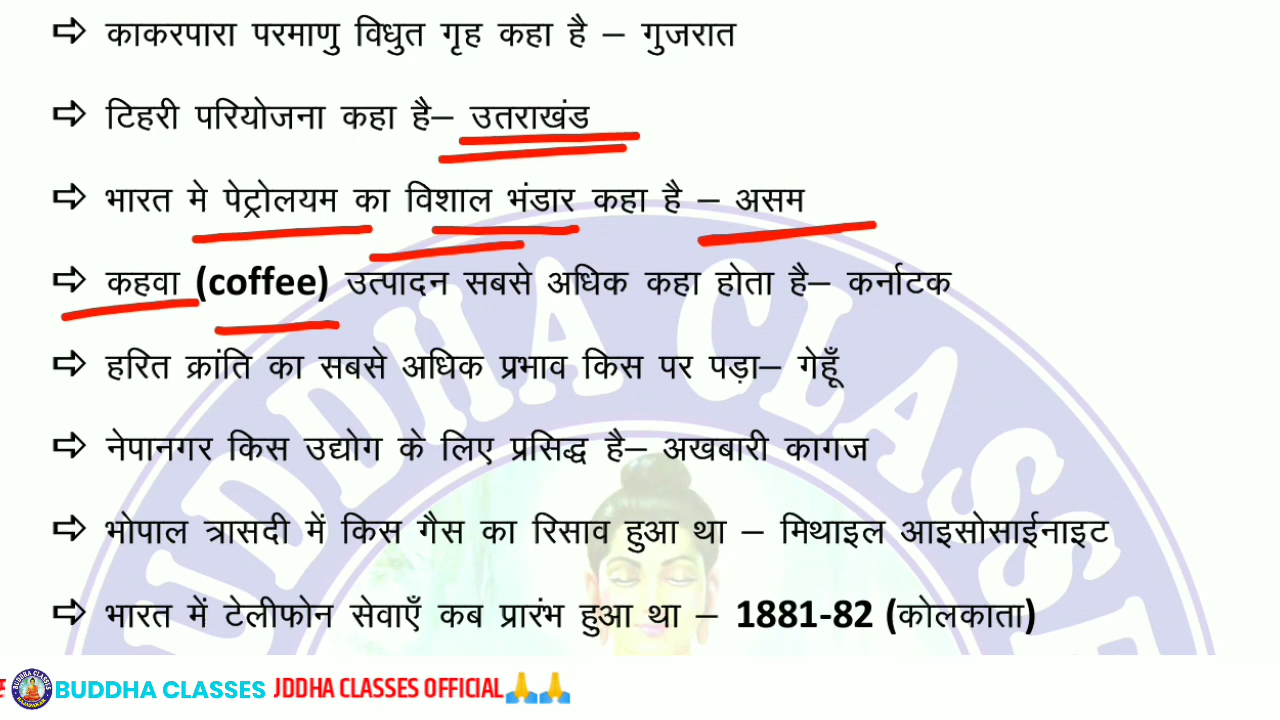 ⇨ काकरपारा परमाणु विधुत गृह कहा है – गुजरात
⇨ टिहरी परियोजना कहा है– उतराखंड
⇨ भारत मे पेट्रोलयम का विशाल भंडार कहा है – असम
⇨ कहवा (coffee) उत्पादन सबसे अधिक कहा होता है– कर्नाटक
⇨ हरित क्रांति का सबसे अधिक प्रभाव किस पर पड़ा– गेहूँ
⇨ नेपानगर किस उद्योग के लिए प्रसिद्ध है– अखबारी कागज
⇨ भोपाल त्रासदी में किस गैस का रिसाव हुआ था – मिथाइल आइसोसाईनाइट
⇨ भारत में टेलीफोन सेवाएँ कब प्रारंभ हुआ था – 1881-82 (कोलकाता)
BUDDHA CLASSES JDDHA CLASSES OFFICIAL🙏🙏